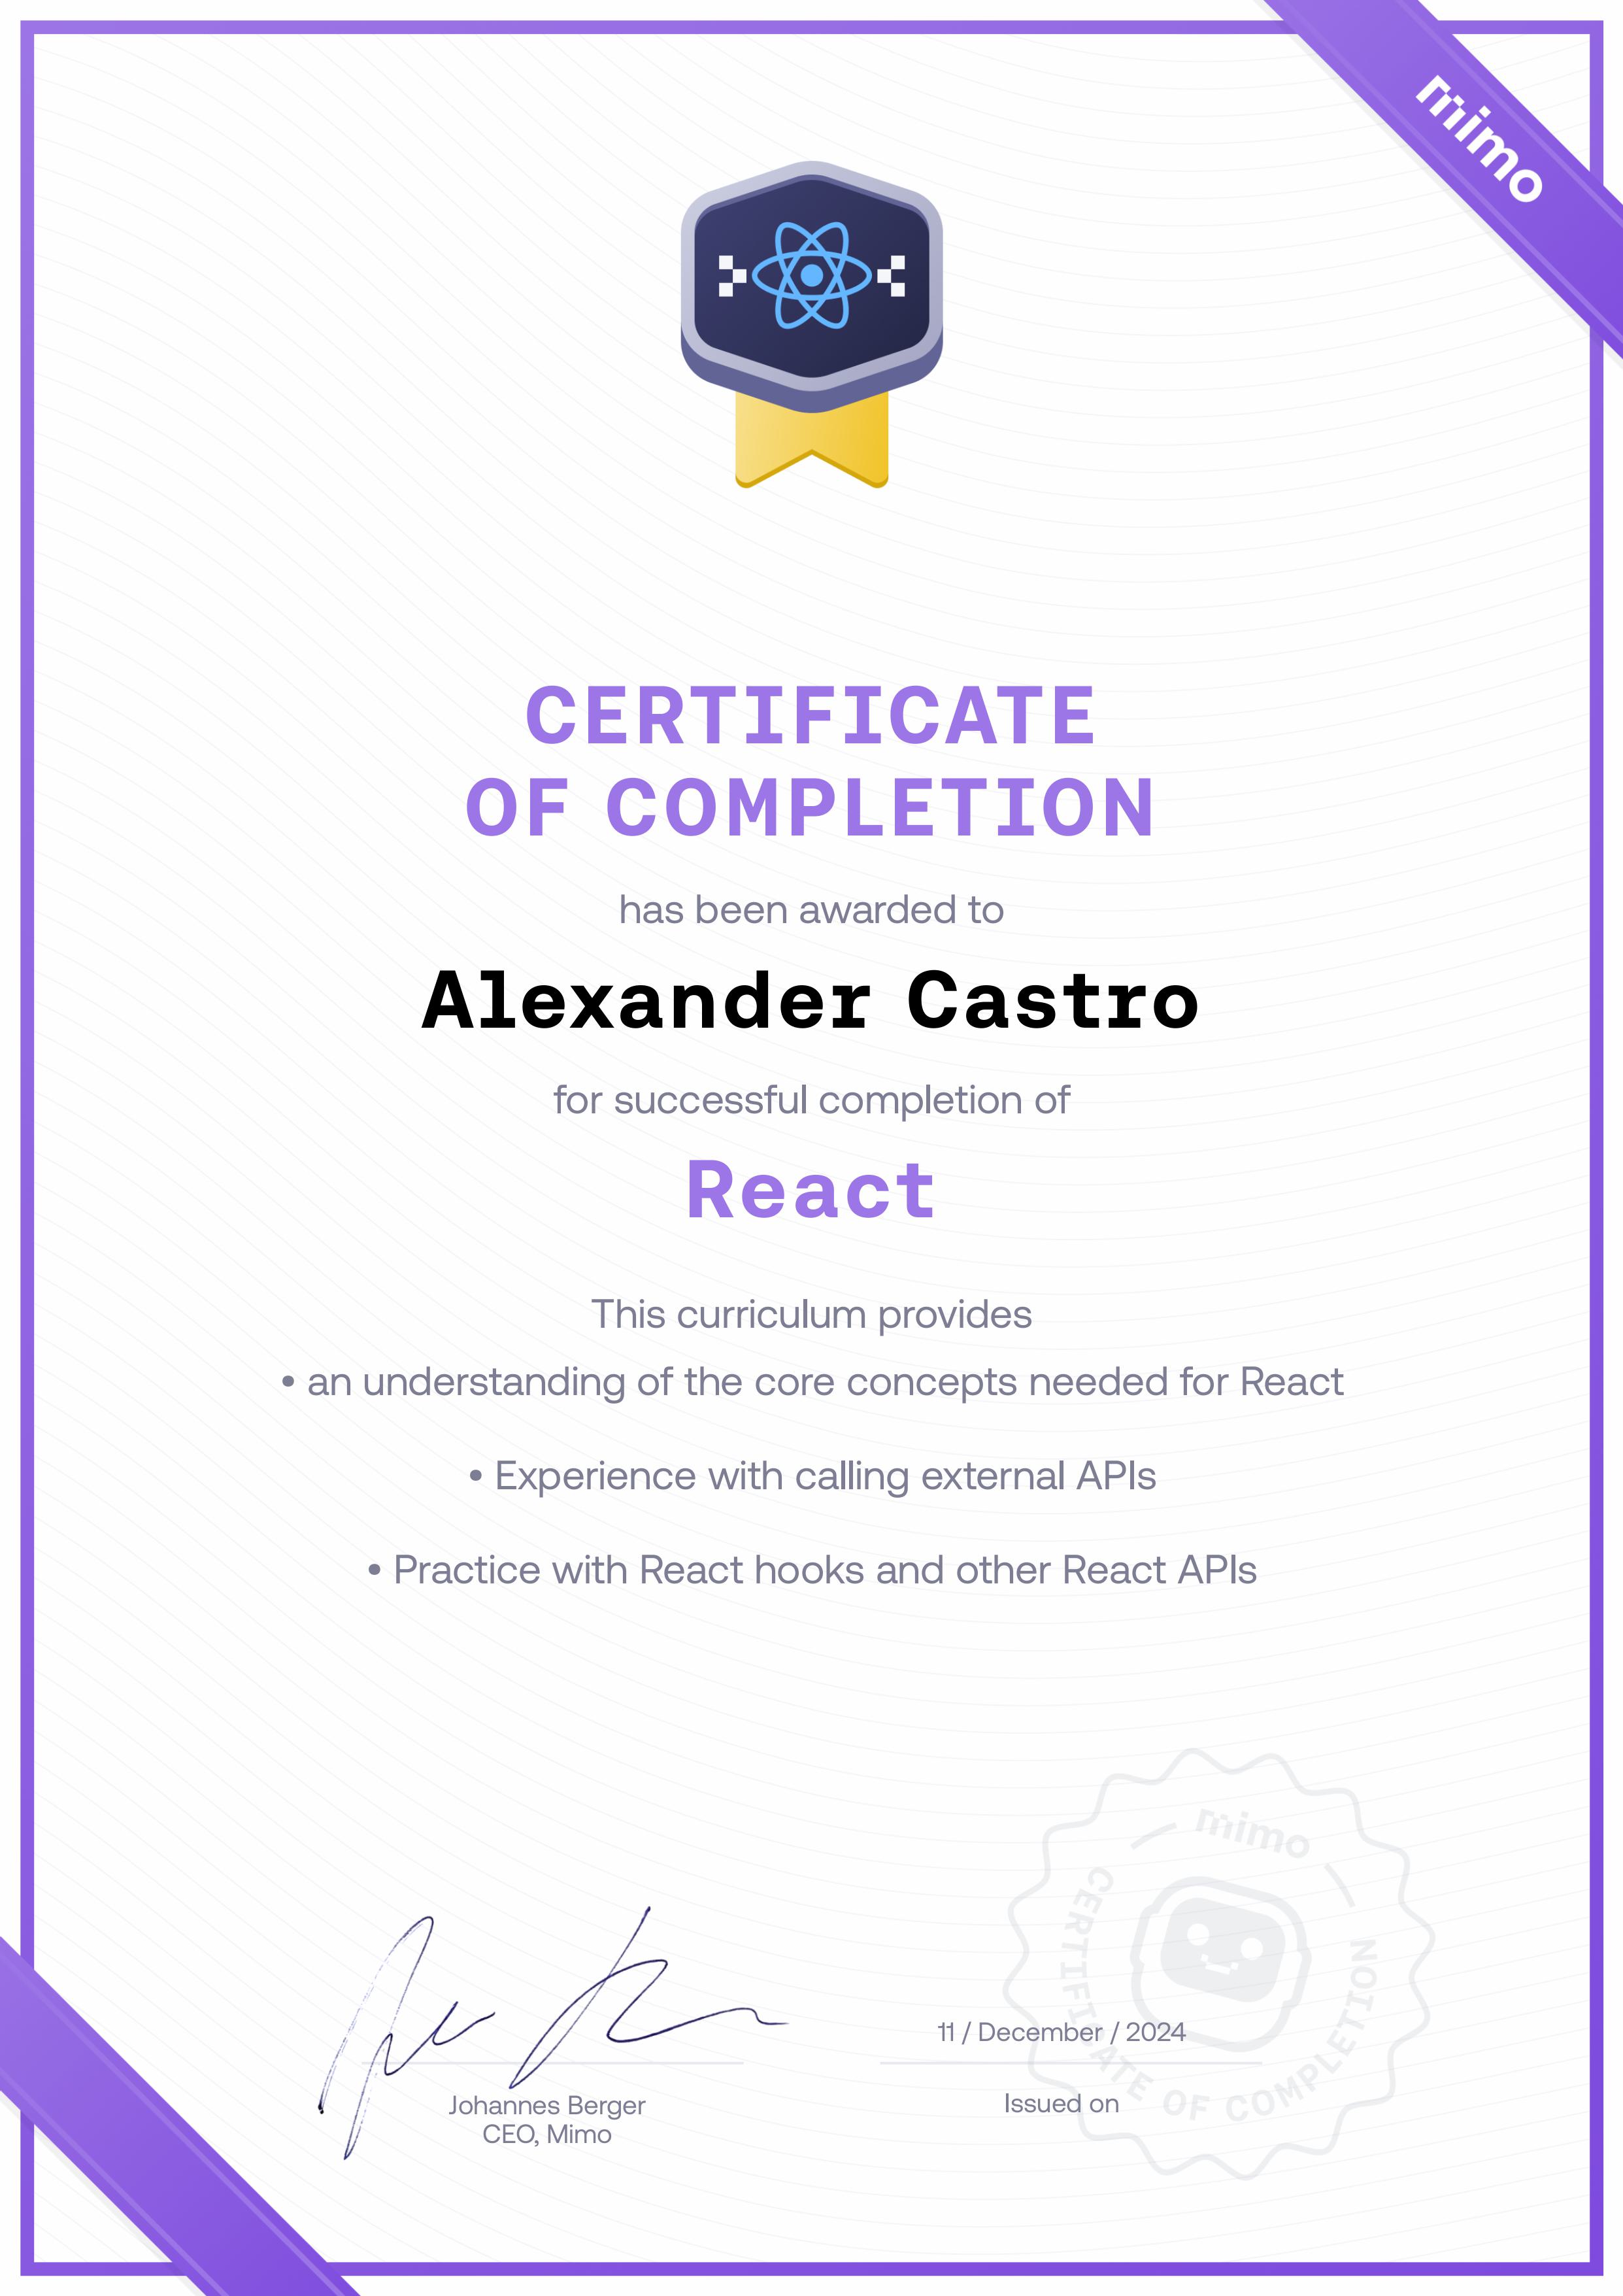 mimo
CERTIFICATE
OF COMPLETION
has been awarded to
Alexander Castro
for successful completion of
React
This curriculum provides
• an understanding of the core concepts needed for React
• Experience with calling external APIs
• Practice with React hooks and other React APIs
mimo
CERTIFICATE OF COMPLETION
11 / December / 2024
Issued on
Johannes Berger
CEO, Mimo